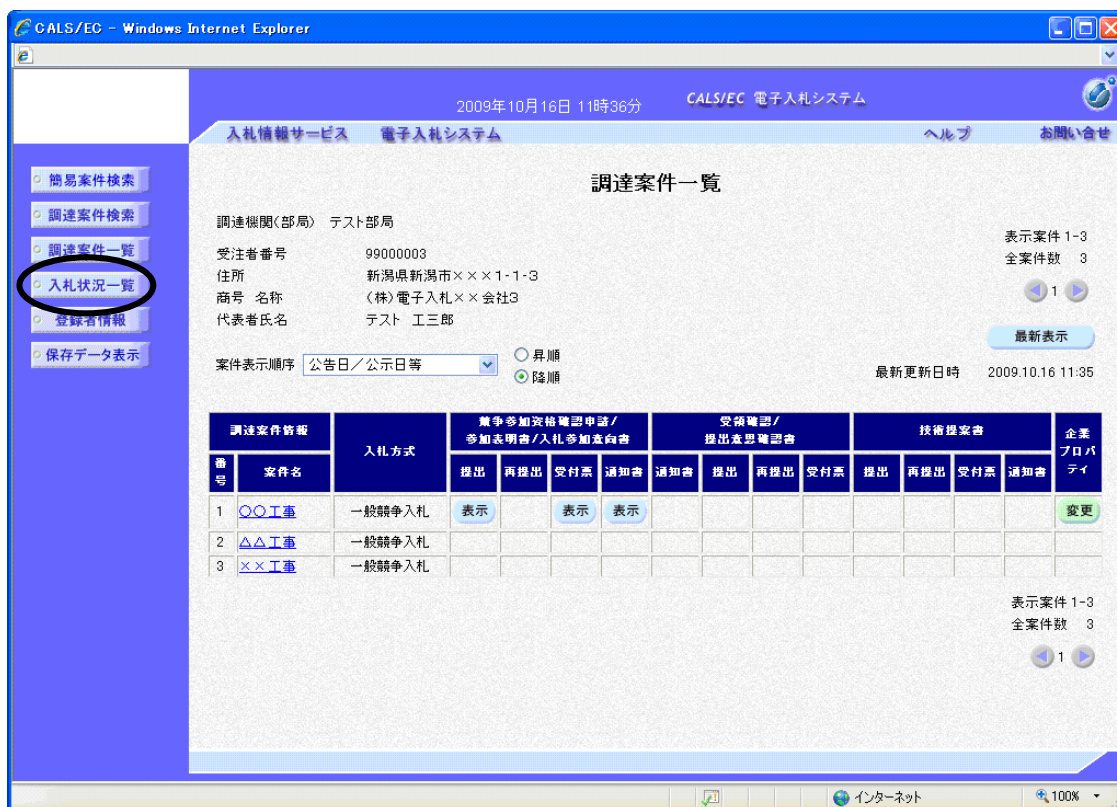 CALS/EC - Windows Internet Explorer
2009年10月16日 11時36分
CALS/EC 電子入札システム
入札情報サービス 電子入札システム ヘルプ お問い合せ
簡易案件検索
調達案件検索
調達案件一覧
入札状況一覧
登録者情報
保存データ表示
調達案件一覧
調達機関(部局) テスト部局
受注者番号 99000003
住所 新潟県新潟市×××1-1-3
商号 名称 (株)電子入札××会社3
代表者氏名 テスト 工三郎
表示案件 1-3
全案件数 3
1
最新表示
案件表示順序 公告日/公示日等
昇順
降順
最新更新日時 2009.10.16 11:35
調達案件情報 入札方式 競争参加資格確認申請/参加表明書/入札参加意向書 受領確認/提出意思確認書 技術提案書 企業プロパティ
番号 案件名 提出 再提出 受付票 通知書 通知書 提出 再提出 受付票 提出 再提出 受付票 通知書
1 ○○工事 一般競争入札 表示 表示 表示 変更
2 △△工事 一般競争入札
3 ××工事 一般競争入札
表示案件 1-3
全案件数 3
1
インターネット 100%